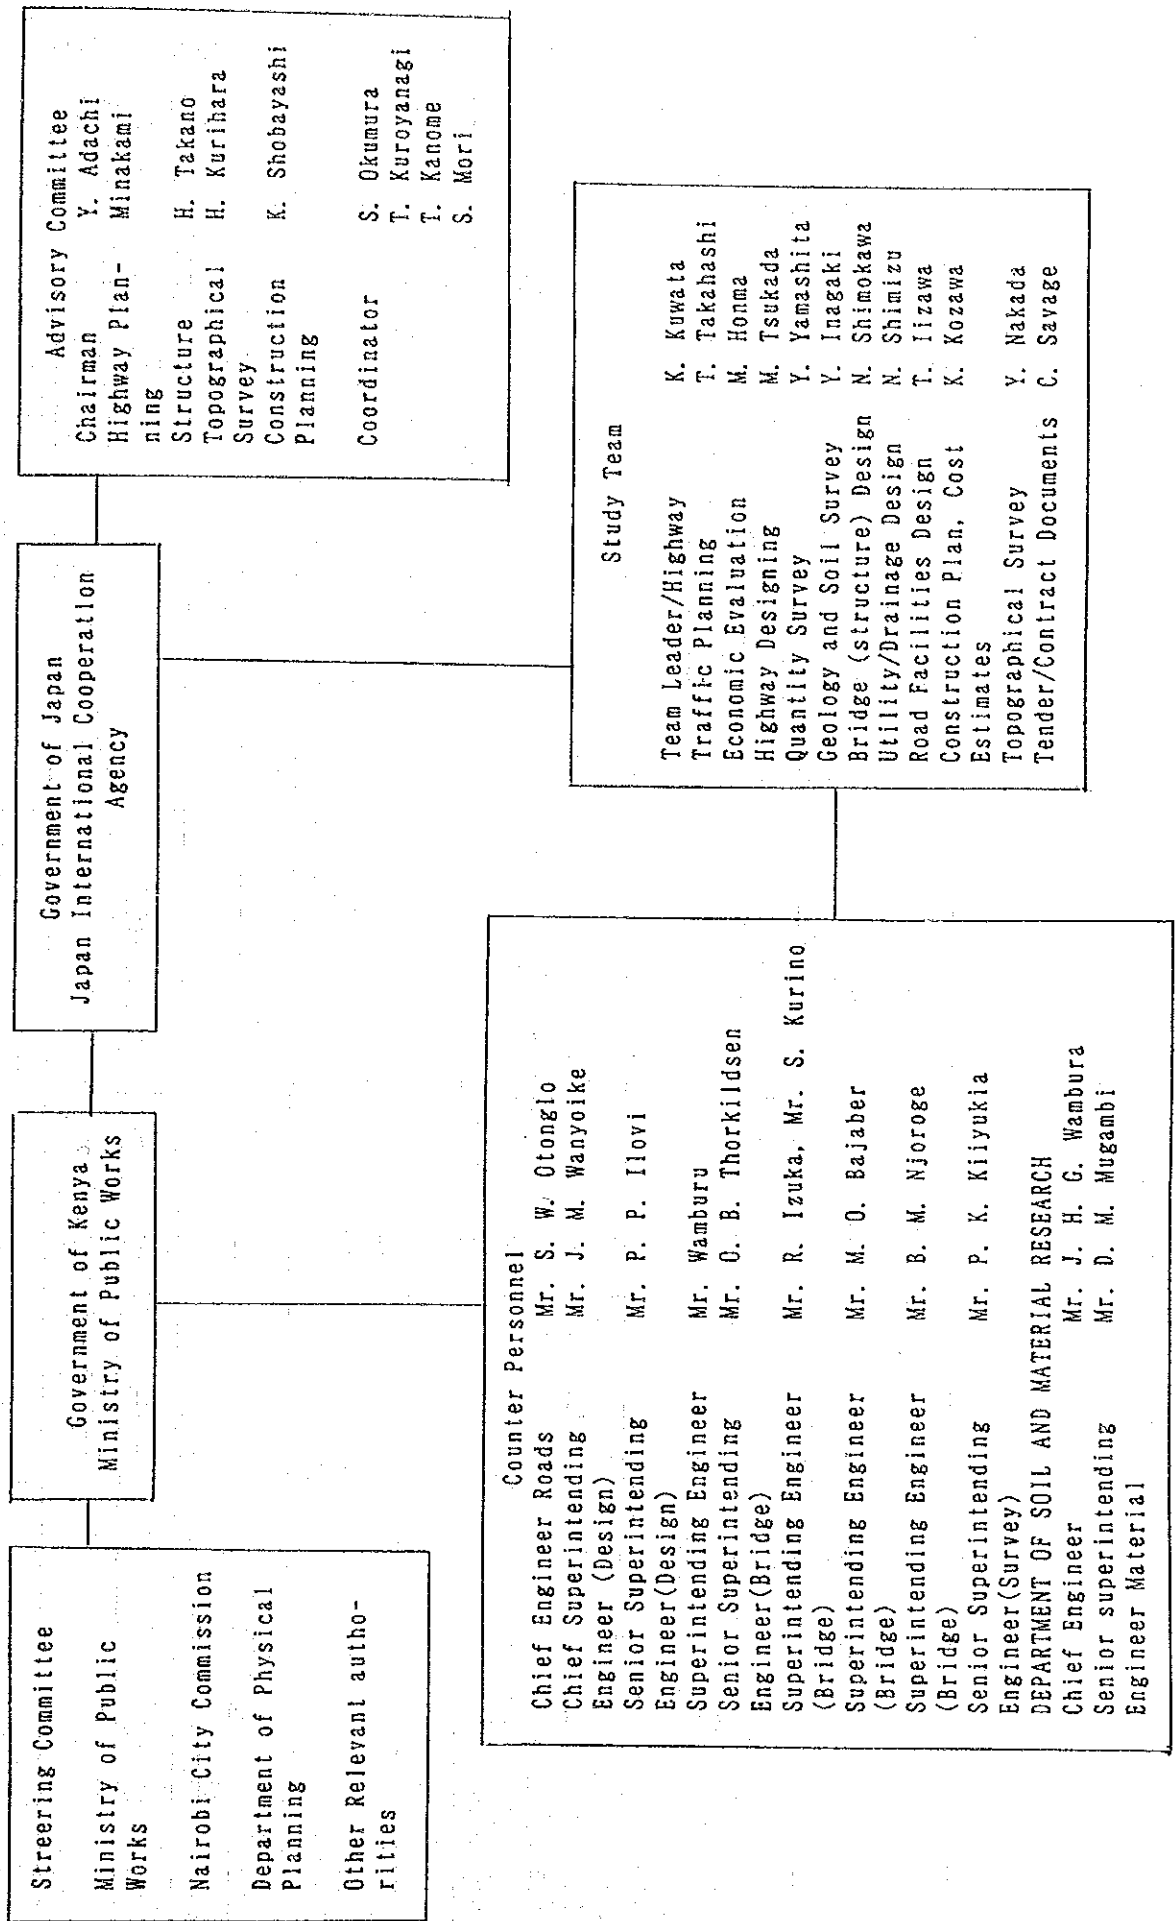 Streering Committee
Ministry of Public
Works
Nairobi City Commission
Department of Physical
Planning
Other Relevant autho-
rities
Government of Kenya
Ministry of Public Works
Government of Japan
Japan International Cooperation
Agency
Advisory Committee
Chairman Y. Adachi
Highway Plan- Minakami
ning
Structure H. Takano
Topographical H. Kurihara
Survey
Construction K. Shobayashi
Planning
Coordinator S. Okumura
T. Kuroyanagi
T. Kanome
S. Mori
Counter Personnel
Chief Engineer Roads Mr. S. W. Otonglo
Chief Superintending Mr. J. M. Wanyoike
Engineer (Design)
Senior Superintending Mr. P. P. Ilovi
Engineer(Design)
Superintending Engineer Mr. Wamburu
Senior Superintending Mr. O. B. Thorkildsen
Engineer(Bridge)
Superintending Engineer Mr. R. Izuka, Mr. S. Kurino
(Bridge)
Superintending Engineer Mr. M. O. Bajaber
(Bridge)
Superintending Engineer Mr. B. M. Njoroge
(Bridge)
Senior Superintending Mr. P. K. Kiiyukia
Engineer(Survey)
DEPARTMENT OF SOIL AND MATERIAL RESEARCH
Chief Engineer Mr. J. H. G. Wambura
Senior superintending Mr. D. M. Mugambi
Engineer Material
Study Team
Team Leader/Highway K. Kuwata
Traffic Planning T. Takahashi
Economic Evaluation M. Honma
Highway Designing M. Tsukada
Quantity Survey Y. Yamashita
Geology and Soil Survey Y. Inagaki
Bridge (structure) Design N. Shimokawa
Utility/Drainage Design N. Shimizu
Road Facilities Design T. Iizawa
Construction Plan, Cost K. Kozawa
Estimates
Topographical Survey Y. Nakada
Tender/Contract Documents C. Savage